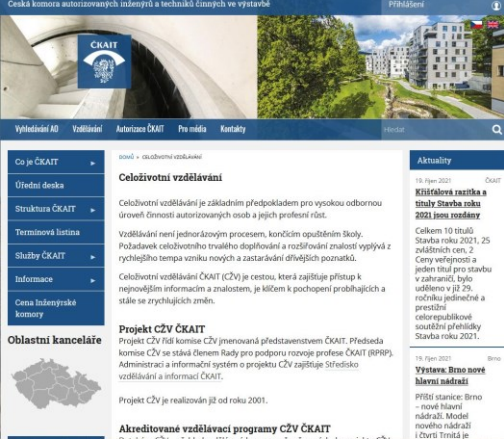 Česká komora autorizovaných inženýrů a techniků činných ve výstavbě
Přihlášení
ČKAIT
Vyhledávání AO Vzdělávání Autorizace ČKAIT Pro média Kontakty
Hledat
Co je ČKAIT
Úřední deska
Struktura ČKAIT
Termínová listina
Služby ČKAIT
Informace
Cena Inženýrské
komory
Oblastní kanceláře
DOMŮ » CELOŽIVOTNÍ VZDĚLÁVÁNÍ
Celoživotní vzdělávání
Celoživotní vzdělávání je základním předpokladem pro vysokou odbornou
úroveň činnosti autorizovaných osob a jejich profesní růst.
Vzdělávání není jednorázovým procesem, končícím opuštěním školy.
Požadavek celoživotního trvalého doplňování a rozšiřování znalostí vyplývá z
rychlejšího tempa vzniku nových a zastarávání dřívějších poznatků.
Celoživotní vzdělávání ČKAIT (CŽV) je cestou, která zajišťuje přístup k
nejnovějším informacím a znalostem, je klíčem k pochopení probíhajících a
stále se zrychlujících změn.
Projekt CŽV ČKAIT
Projekt CŽV řídí komise CŽV jmenovaná představenstvem ČKAIT. Předseda
komise CŽV se stává členem Rady pro podporu rozvoje profese ČKAIT (RPRP).
Administraci a informační systém o projektu CŽV zajišťuje Středisko
vzdělávání a informací ČKAIT.
Projekt CŽV je realizován již od roku 2001.
Akreditované vzdělávací programy CŽV ČKAIT
Aktuality
19. říjen 2021 ČKAIT
Křišťálová razítka a
tituly Stavba roku
2021 jsou rozdány
Celkem 10 titulů
Stavba roku 2021, 25
zvláštních cen, 2
Ceny veřejnosti a
jeden titul pro stavbu
v zahraničí, bylo
uděleno v již 29.
ročníku jedinečné a
prestižní
celorepublikové
soutěžní přehlídky
Stavba roku 2021.
19. říjen 2021 Brno
Výstava: Brno nové
hlavní nádraží
Příští stanice: Brno
– nové hlavní
nádraží. Model
nového nádraží
i čtvrti Trnitá je